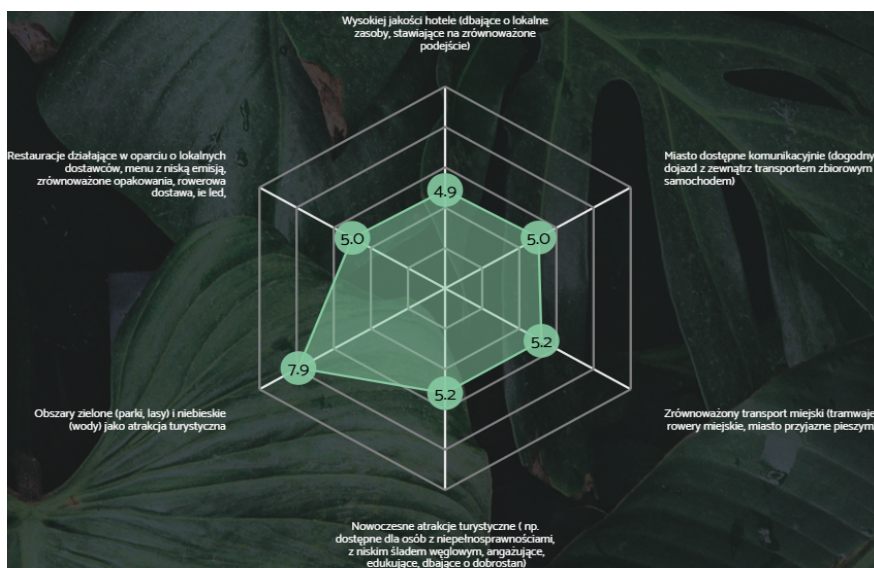 Wysokiej jakości hotele (dbające o lokalne
zasoby, stawiające na zrównoważone
podejście)
Restauracje działające w oparciu o lokalnych
dostawców, menu z niską emisją,
zrównoważone opakowania, rowerowa
dostawa, ie led,
Miasto dostępne komunikacyjnie (dogodny
dojazd z zewnątrz transportem zbiorowym
samochodem)
4.9
5.0
5.0
5.2
7.9
5.2
Obszary zielone (parki, lasy) i niebieskie
(wody) jako atrakcja turystyczna
Zrównoważony transport miejski (tramwaje
rowery miejskie, miasto przyjazne pieszym
Nowoczesne atrakcje turystyczne ( np.
dostępne dla osób z niepełnosprawnościami,
z niskim śladem węglowym, angażujące,
edukujące, dbające o dobrostan)